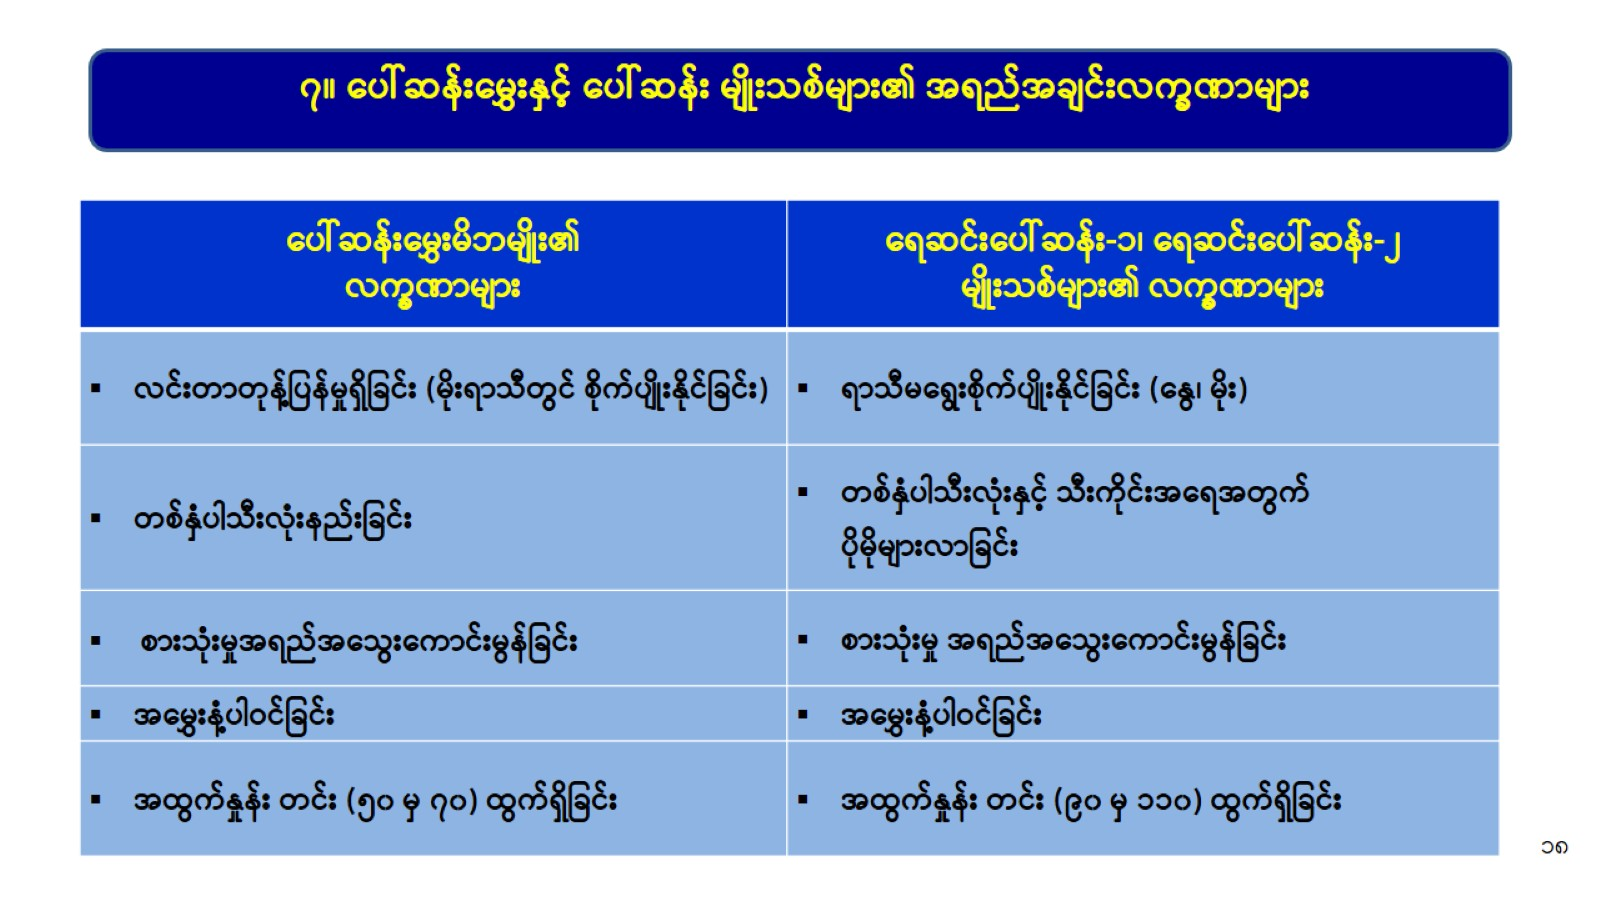 ၇။ ပေါ်ဆန်းမွှေးနှင့် ပေါ်ဆန်း မျိုးသစ်များ၏ အရည်အချင်းလက္ခဏာများ
ပေါ်ဆန်းမွှေးမိဘမျိုး၏
လက္ခဏာများ
ရေဆင်းပေါ်ဆန်း-၁၊ ရေဆင်းပေါ်ဆန်း-၂
မျိုးသစ်များ၏ လက္ခဏာများ
▪ လင်းတာတုန့်ပြန်မှုရှိခြင်း (မိုးရာသီတွင် စိုက်ပျိုးနိုင်ခြင်း)
▪ ရာသီမရွေးစိုက်ပျိုးနိုင်ခြင်း (နွေ၊ မိုး)
▪ တစ်နှံပါသီးလုံးနည်းခြင်း
▪ တစ်နှံပါသီးလုံးနှင့် သီးကိုင်းအရေအတွက်
ပိုမိုများလာခြင်း
▪ စားသုံးမှုအရည်အသွေးကောင်းမွန်ခြင်း
▪ စားသုံးမှု အရည်အသွေးကောင်းမွန်ခြင်း
▪ အမွှေးနံ့ပါဝင်ခြင်း
▪ အမွှေးနံ့ပါဝင်ခြင်း
▪ အထွက်နှုန်း တင်း (၅၀ မှ ၇၀) ထွက်ရှိခြင်း
▪ အထွက်နှုန်း တင်း (၉၀ မှ ၁၁၀) ထွက်ရှိခြင်း
၁၈